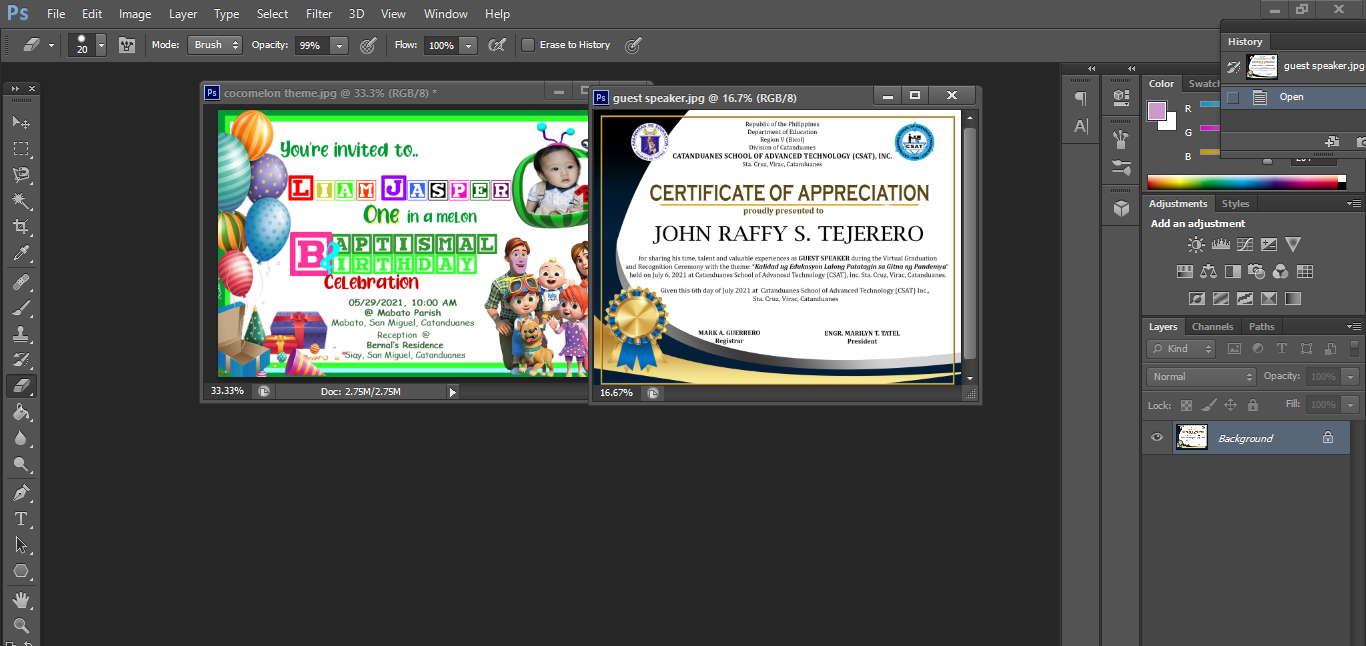 Ps File Edit Image Layer Type Select Filter 3D View Window Help
20 Mode: Brush Opacity: 99% Flow: 100% Erase to History
Ps cocomelon theme.jpg @ 33.3% (RGB/8) *
You're invited to..
LIAM JASPER
One in a melon
BAPTISMAL
& BIRTHDAY
Celebration
05/29/2021, 10:00 AM
@ Mabato Parish
Mabato, San Miguel, Catanduanes
Reception @
Bernal's Residence
Siay, San Miguel, Catanduanes
33.33% Doc: 2.75M/2.75M
Ps guest speaker.jpg @ 16.7% (RGB/8)
Republic of the Philippines
Department of Education
Region V (Bicol)
Division of Catanduanes
CATANDUANES SCHOOL OF ADVANCED TECHNOLOGY (CSAT), INC.
Sta. Cruz, Virac, Catanduanes
CSAT
CERTIFICATE OF APPRECIATION
proudly presented to
JOHN RAFFY S. TEJERERO
for sharing his time, talent and valuable experiences as GUEST SPEAKER during the Virtual Graduation
and Recognition Ceremony with the theme: "Kalidad ng Edukasyon Lalong Patatagin sa Gitna ng Pandemya"
held on July 6, 2021 at Catanduanes School of Advanced Technology (CSAT), Inc. Sta. Cruz, Virac, Catanduanes.
Given this 6th day of July 2021 at Catanduanes School of Advanced Technology (CSAT) Inc.,
Sta. Cruz, Virac, Catanduanes
MARK A. GUERRERO ENGR. MARILYN T. TATEL
Registrar President
16.67%
History
guest speaker.jpg
Open
Color Swatc
R
G
B
Adjustments Styles
Add an adjustment
Layers Channels Paths
Kind
Normal Opacity: 100%
Lock: Fill: 100%
Background